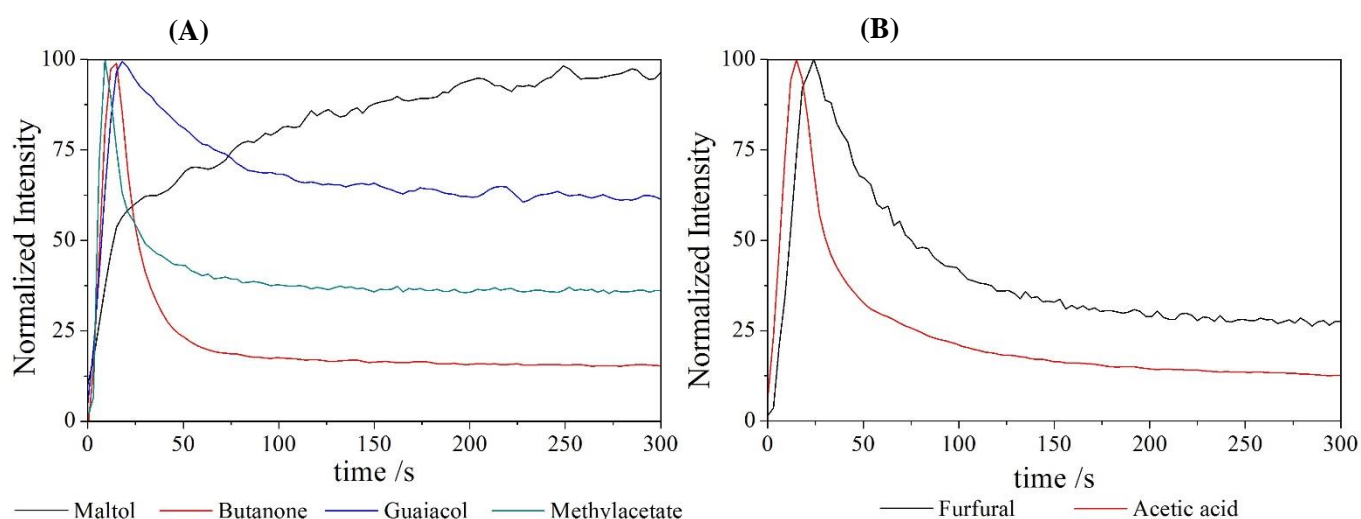 (A)
Normalized Intensity
100
75
50
25
0
0 50 100 150 200 250 300
time /s
Maltol Butanone Guaiacol Methylacetate
(B)
Normalized Intensity
100
75
50
25
0
0 50 100 150 200 250 300
time /s
Furfural Acetic acid